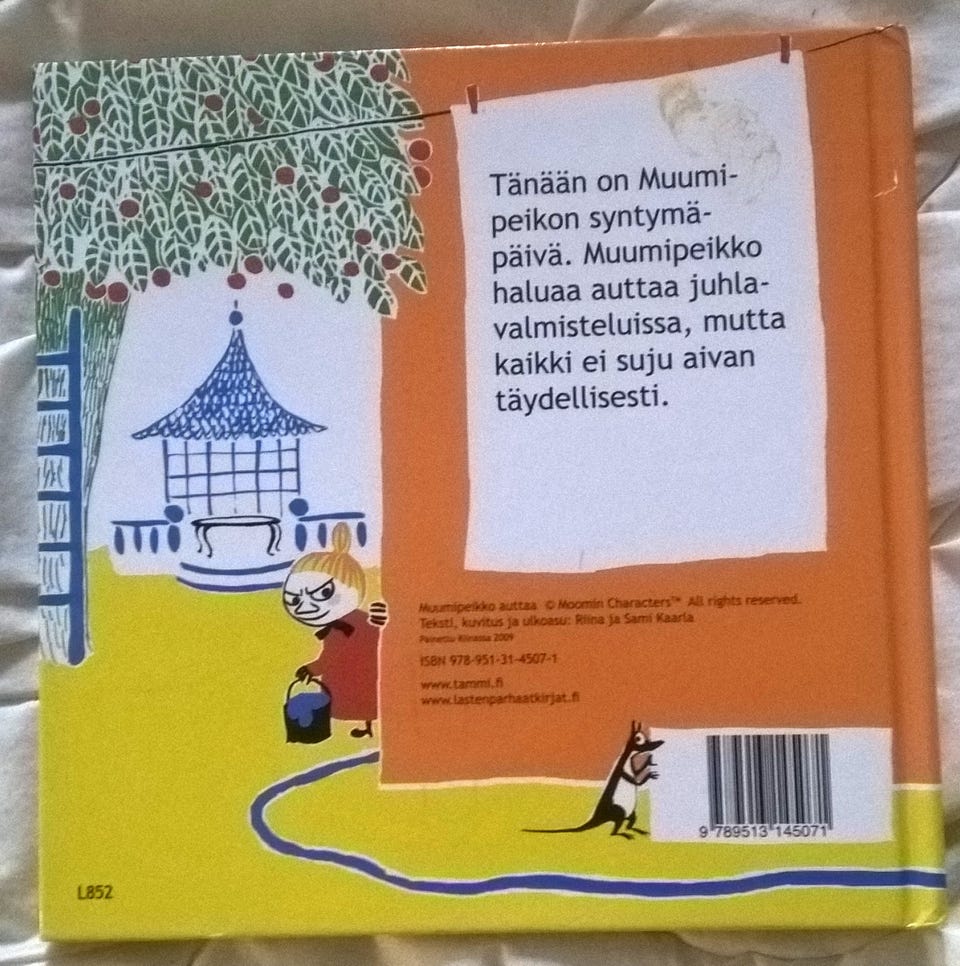 Tänään on Muumi-
peikon syntymä-
päivä. Muumipeikko
haluaa auttaa juhla-
valmisteluissa, mutta
kaikki ei suju aivan
täydellisesti.
Muumipeikko auttaa © Moomin Characters™ All rights reserved.
Teksti, kuvitus ja ulkoasu: Riina ja Sami Kaarla
Painettu Kiinassa 2009
ISBN 978-951-31-4507-1
www.tammi.fi
www.lastenparhaatkirjat.fi
9 789513 145071
L852